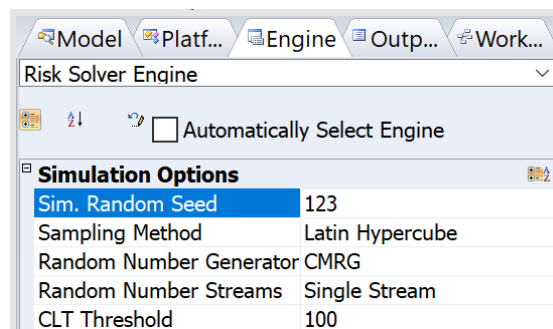 Model Platf... Engine Outp... Work...
Risk Solver Engine
Automatically Select Engine
Simulation Options
Sim. Random Seed 123
Sampling Method Latin Hypercube
Random Number Generator CMRG
Random Number Streams Single Stream
CLT Threshold 100